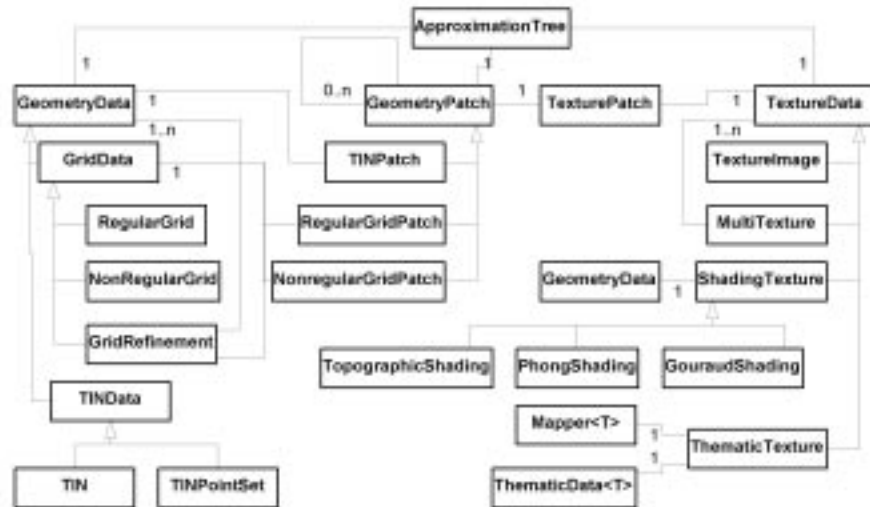 ApproximationTree
1
1
1
GeometryData
1
0..n
GeometryPatch
1
TexturePatch
1
TextureData
1..n
1..n
GridData
1
TINPatch
TextureImage
RegularGrid
RegularGridPatch
MultiTexture
NonRegularGrid
NonregularGridPatch
GeometryData
1
ShadingTexture
GridRefinement
TopographicShading
PhongShading
GouraudShading
TINData
Mapper<T>
1
ThematicTexture
1
TIN
TINPointSet
ThematicData<T>